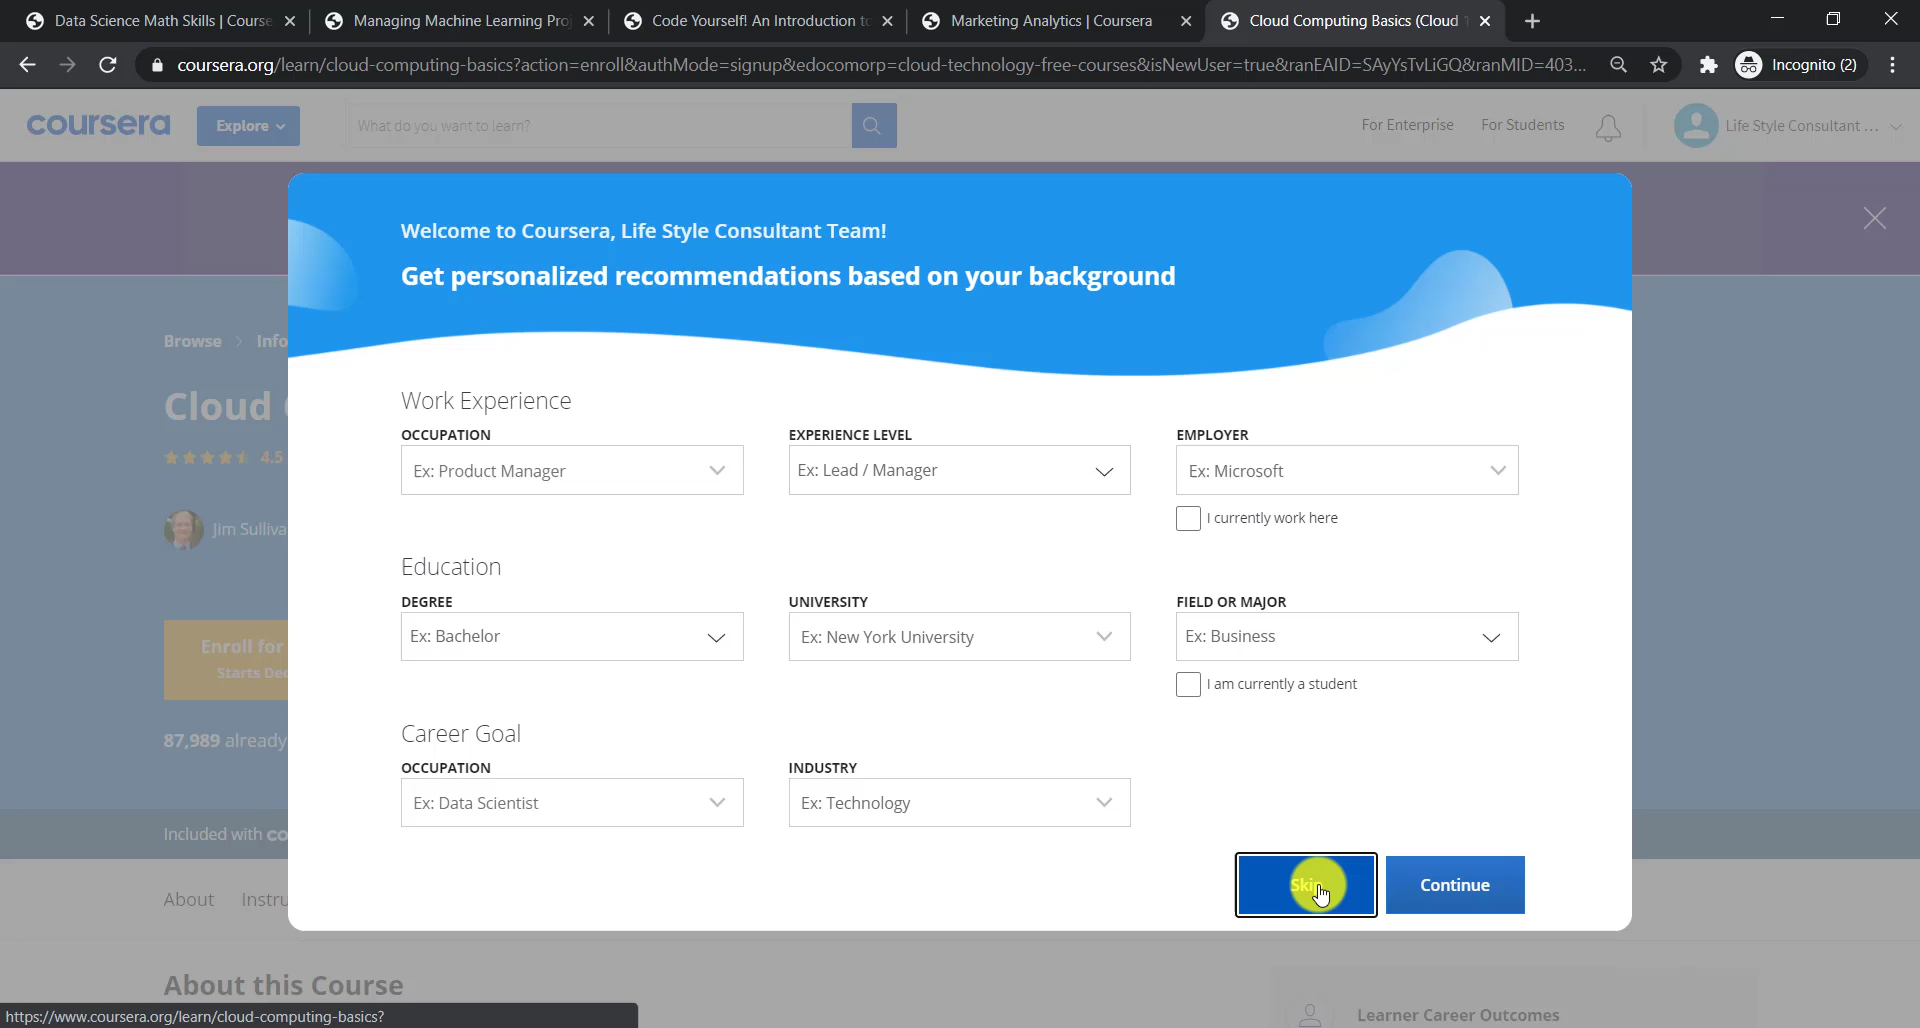 Data Science Math Skills | Course
Managing Machine Learning Proj
Code Yourself! An Introduction to
Marketing Analytics | Coursera
Cloud Computing Basics (Cloud
coursera.org/learn/cloud-computing-basics?action=enroll&authMode=signup&edocomorp=cloud-technology-free-courses&isNewUser=true&ranEAID=SAyYsTvLiGQ&ranMID=403...
Incognito (2)
coursera
Explore
What do you want to learn?
For Enterprise
For Students
Life Style Consultant ...
Welcome to Coursera, Life Style Consultant Team!
Get personalized recommendations based on your background
Browse > Info
Cloud
4.5
Jim Sulliva
Enroll for
Starts Dec
87,989 already
Included with co
About Instru
Work Experience
OCCUPATION
Ex: Product Manager
EXPERIENCE LEVEL
Ex: Lead / Manager
EMPLOYER
Ex: Microsoft
I currently work here
Education
DEGREE
Ex: Bachelor
UNIVERSITY
Ex: New York University
FIELD OR MAJOR
Ex: Business
I am currently a student
Career Goal
OCCUPATION
Ex: Data Scientist
INDUSTRY
Ex: Technology
Skip
Continue
About this Course
Learner Career Outcomes
https://www.coursera.org/learn/cloud-computing-basics?